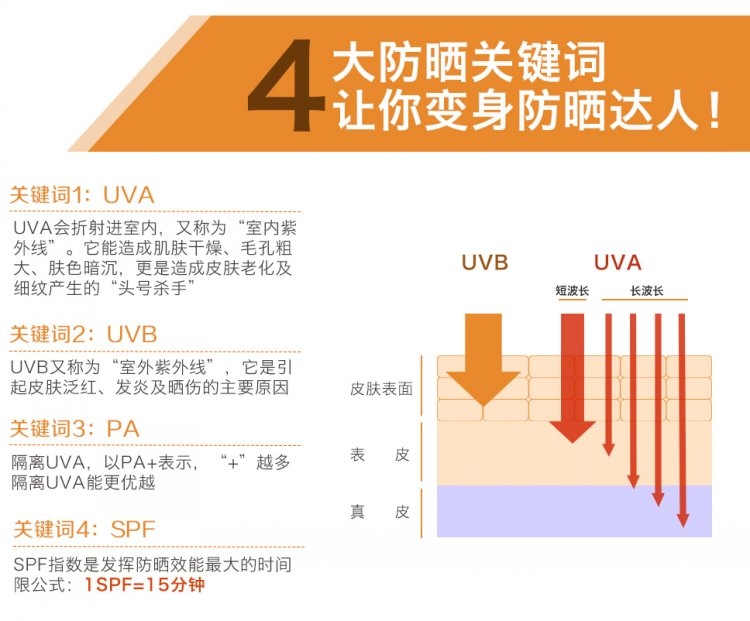 4
大防晒关键词
让你变身防晒达人！
关键词1：UVA
UVA会折射进室内，又称为“室内紫
外线”。它能造成肌肤干燥、毛孔粗
大、肤色暗沉，更是造成皮肤老化及
细纹产生的“头号杀手”
关键词2：UVB
UVB又称为“室外紫外线”，它是引
起皮肤泛红、发炎及晒伤的主要原因
关键词3：PA
隔离UVA，以PA+表示，“+”越多
隔离UVA能更优越
关键词4：SPF
SPF指数是发挥防晒效能最大的时间
限公式：1SPF=15分钟
UVB UVA
短波长 长波长
皮肤表面
表 皮
真 皮